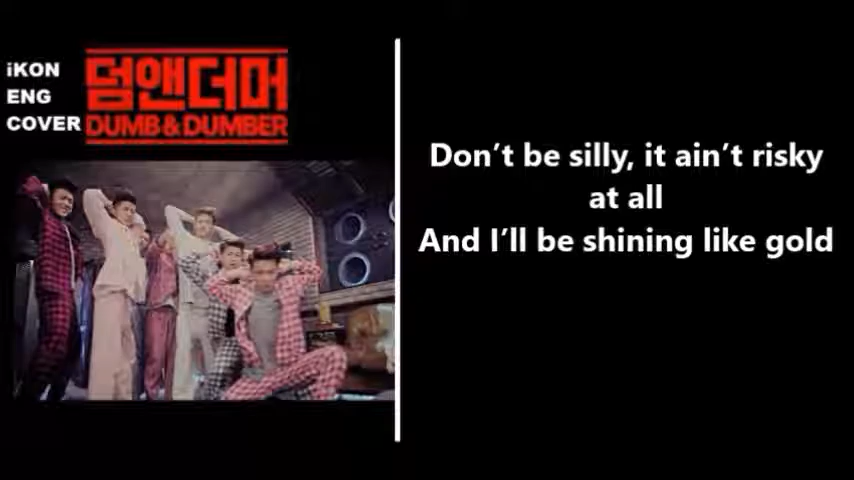 iKON
ENG
COVER
덤앤더머
DUMB&DUMBER
Don't be silly, it ain't risky
at all
And I'll be shining like gold